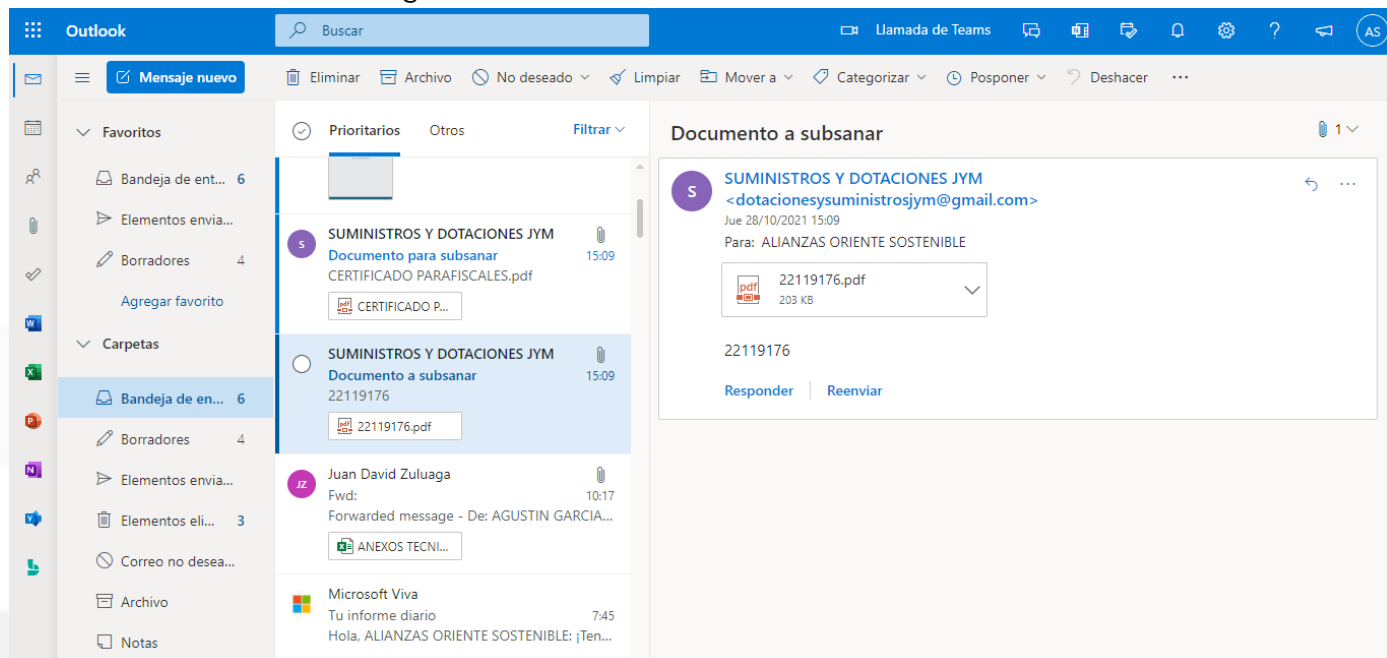 Outlook
Buscar
Llamada de Teams
AS
Mensaje nuevo
Eliminar
Archivo
No deseado
Limpiar
Mover a
Categorizar
Posponer
Deshacer
Favoritos
Bandeja de ent... 6
Elementos envia...
Borradores 4
Agregar favorito
Carpetas
Bandeja de en... 6
Borradores 4
Elementos envia...
Elementos eli... 3
Correo no desea...
Archivo
Notas
Prioritarios Otros Filtrar
S
SUMINISTROS Y DOTACIONES JYM
Documento para subsanar 15:09
CERTIFICADO PARAFISCALES.pdf
CERTIFICADO P...
SUMINISTROS Y DOTACIONES JYM
Documento a subsanar 15:09
22119176
22119176.pdf
JZ
Juan David Zuluaga
Fwd: 10:17
Forwarded message - De: AGUSTIN GARCIA...
ANEXOS TECNI...
Microsoft Viva
Tu informe diario 7:45
Hola, ALIANZAS ORIENTE SOSTENIBLE: ¡Ten...
Documento a subsanar 1
S
SUMINISTROS Y DOTACIONES JYM
<dotacionesysuministrosjym@gmail.com>
Jue 28/10/2021 15:09
Para: ALIANZAS ORIENTE SOSTENIBLE
pdf
22119176.pdf
203 KB
22119176
Responder Reenviar